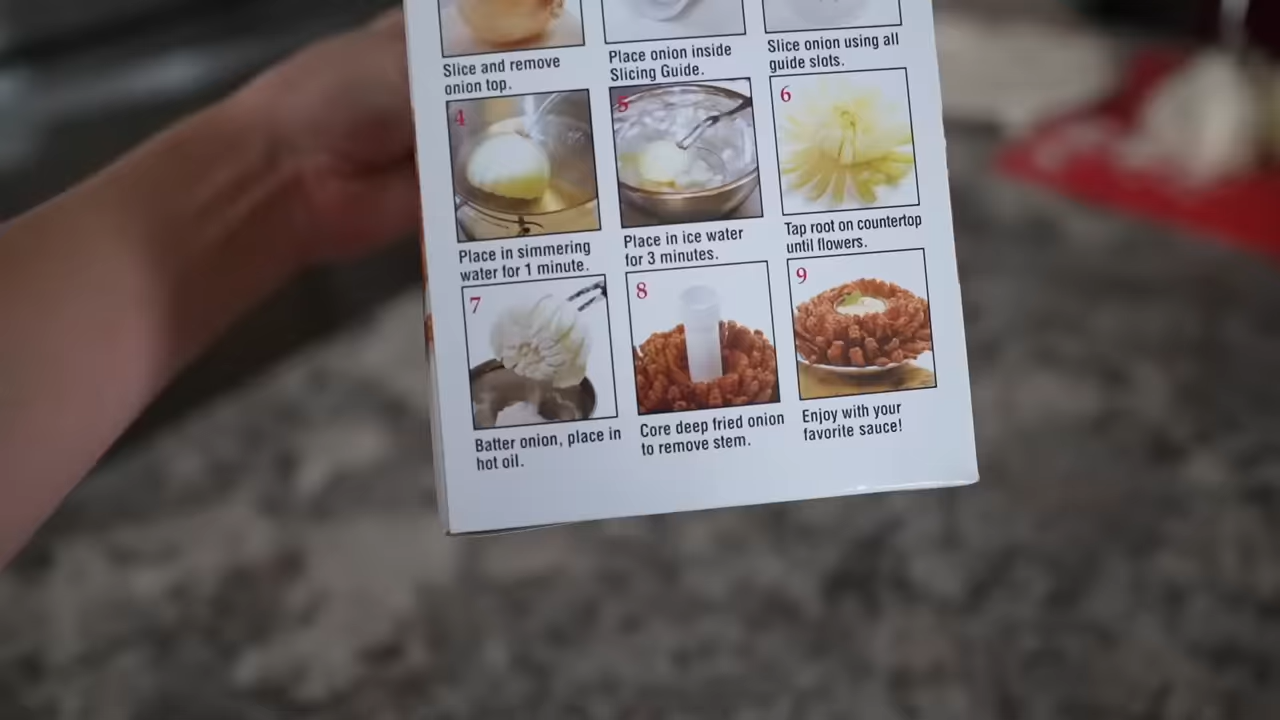 Slice and remove
onion top.
Place onion inside
Slicing Guide.
Slice onion using all
guide slots.
4
Place in simmering
water for 1 minute.
5
Place in ice water
for 3 minutes.
6
Tap root on countertop
until flowers.
7
Batter onion, place in
hot oil.
8
Core deep fried onion
to remove stem.
9
Enjoy with your
favorite sauce!